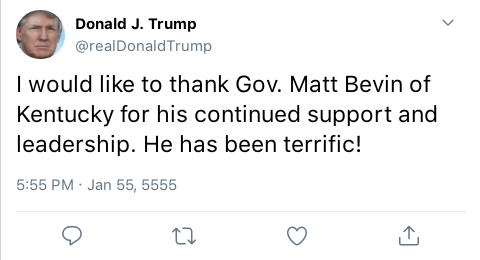 Donald J. Trump
@realDonaldTrump
I would like to thank Gov. Matt Bevin of
Kentucky for his continued support and
leadership. He has been terrific!
5:55 PM · Jan 55, 5555